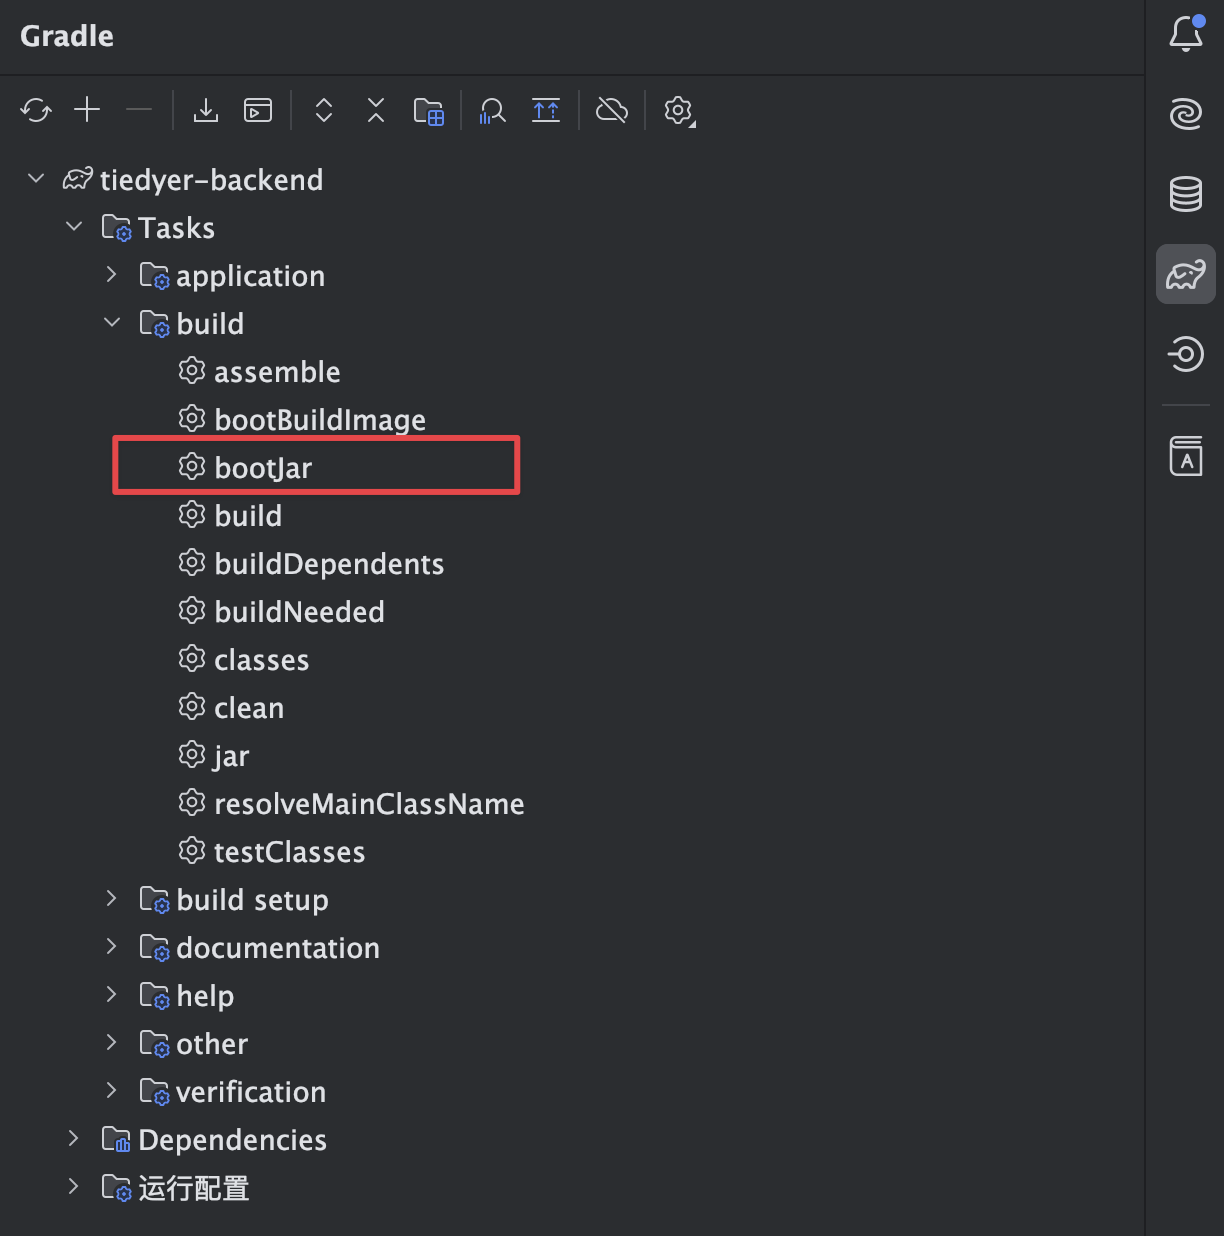 Gradle
tiedyer-backend
Tasks
application
build
assemble
bootBuildImage
bootJar
build
buildDependents
buildNeeded
classes
clean
jar
resolveMainClassName
testClasses
build setup
documentation
help
other
verification
Dependencies
运行配置
A